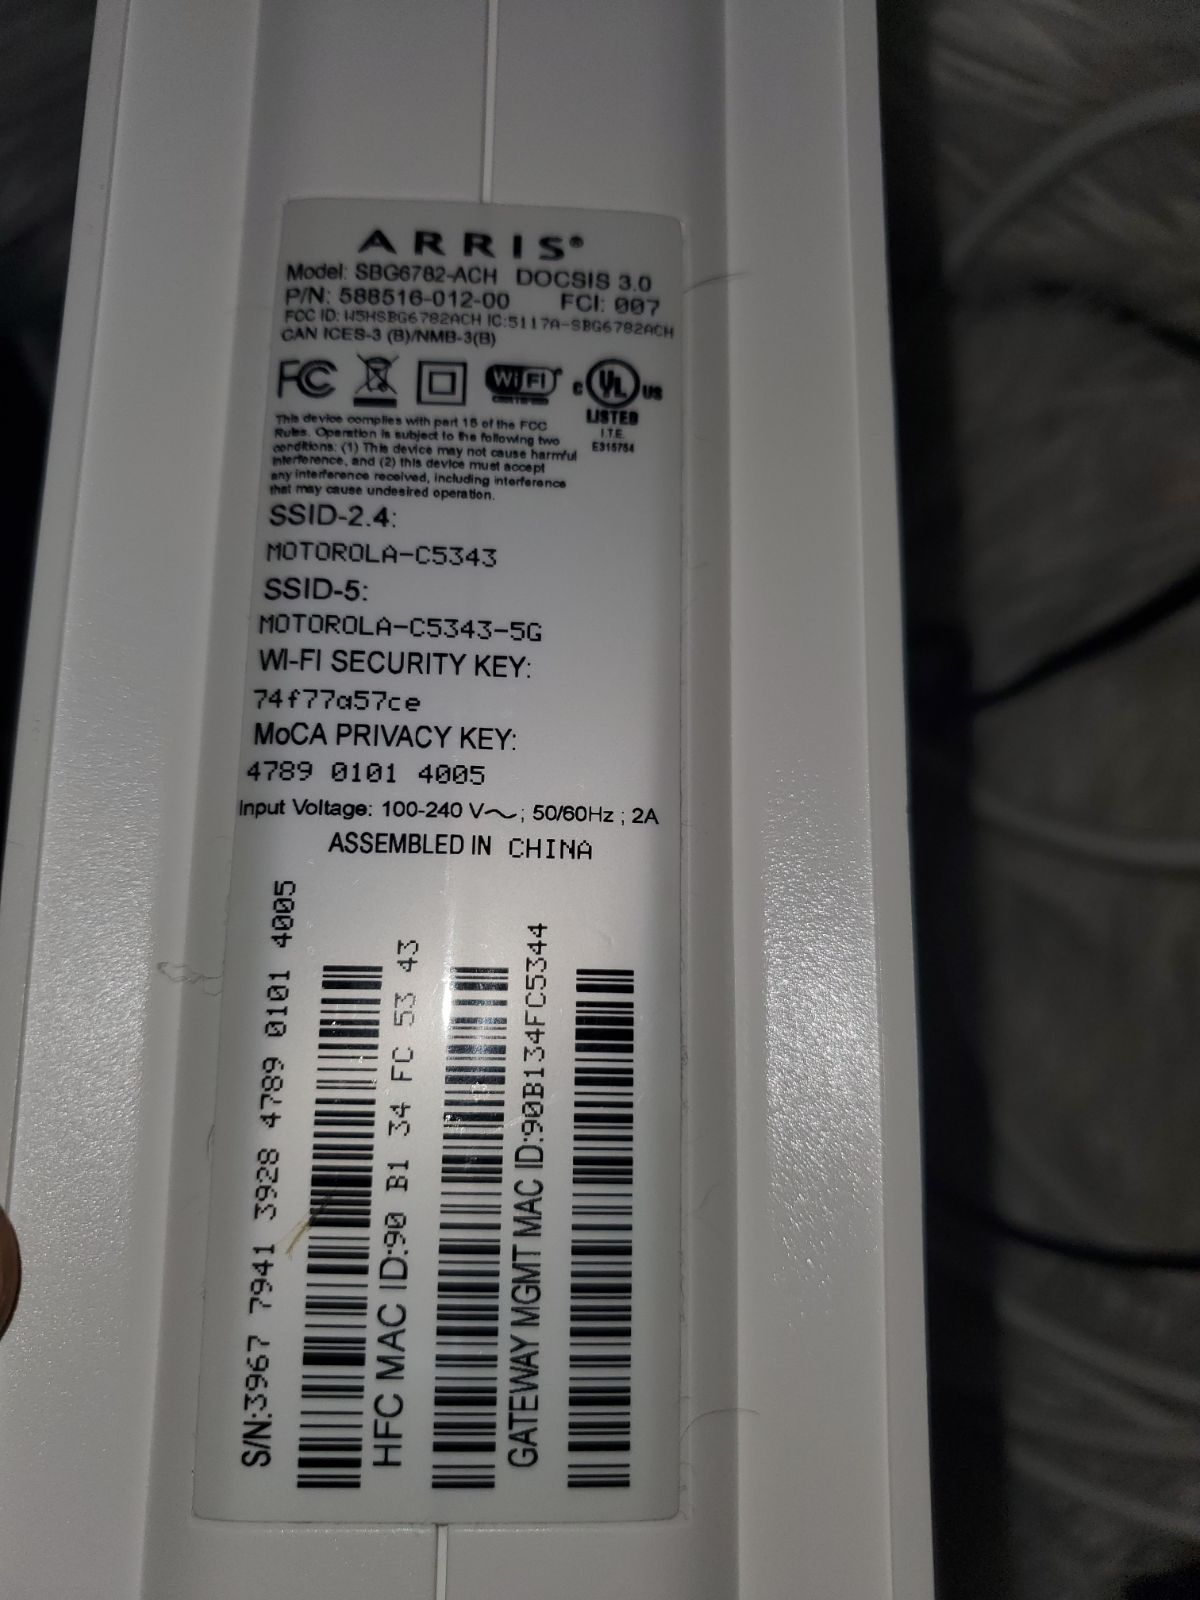 ARRIS®
Model: SBG6782-ACH DOCSIS 3.0
P/N: 588516-012-00 FCI: 007
FCC ID: W5HSBG6782ACH IC:5117A-SBG6782ACH
CAN ICES-3 (B)/NMB-3(B)
FC Wi Fi C UL US
LISTED
I.T.E.
E315754
This device complies with part 15 of the FCC
Rules. Operation is subject to the following two
conditions: (1) This device may not cause harmful
interference, and (2) this device must accept
any interference received, including interference
that may cause undesired operation.
SSID-2.4:
MOTOROLA-C5343
SSID-5:
MOTOROLA-C5343-5G
WI-FI SECURITY KEY:
74f77a57ce
MoCA PRIVACY KEY:
4789 0101 4005
Input Voltage: 100-240 V～; 50/60Hz ; 2A
ASSEMBLED IN CHINA
S/N:3967 7941 3928 4789 0101 4005
HFC MAC ID:90 B1 34 FC 53 43
GATEWAY MGMT MAC ID:90B134FC5344